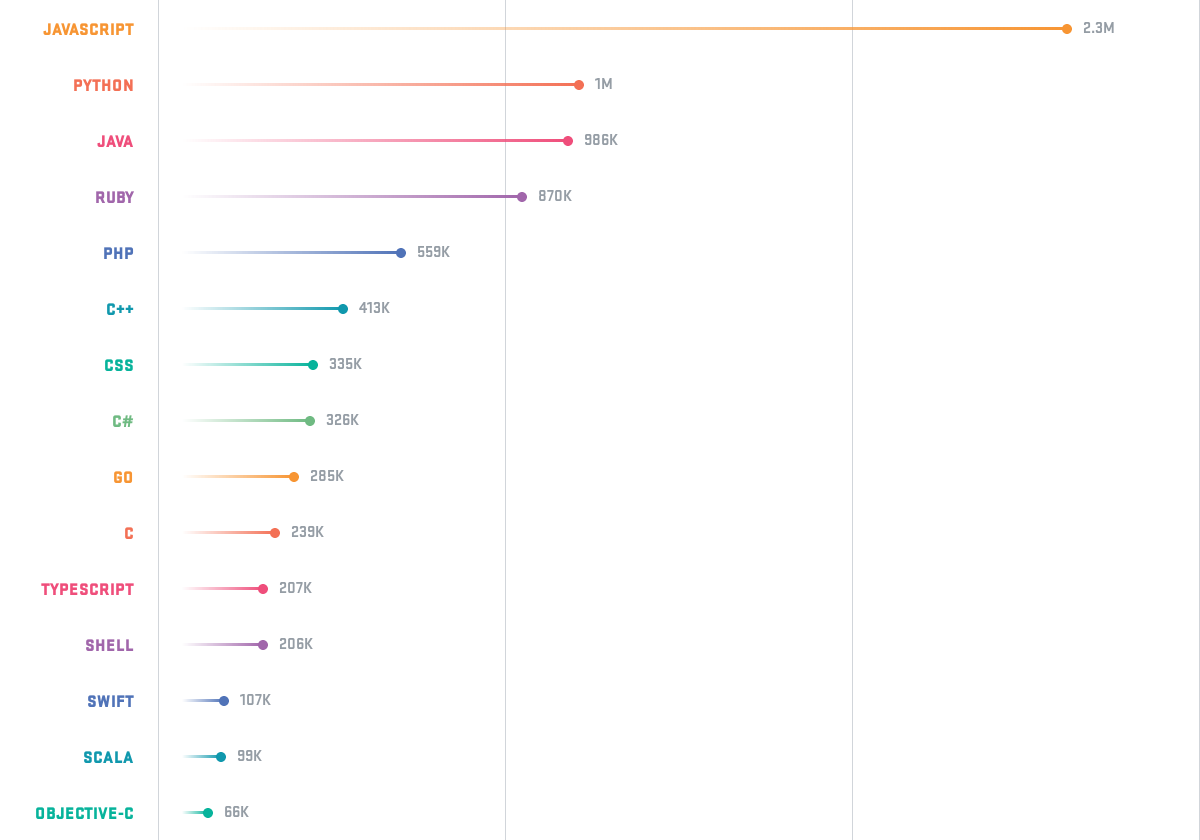 JAVASCRIPT 2.3M
PYTHON 1M
JAVA 986K
RUBY 870K
PHP 559K
C++ 413K
CSS 335K
C# 326K
GO 285K
C 239K
TYPESCRIPT 207K
SHELL 206K
SWIFT 107K
SCALA 99K
OBJECTIVE-C 66K